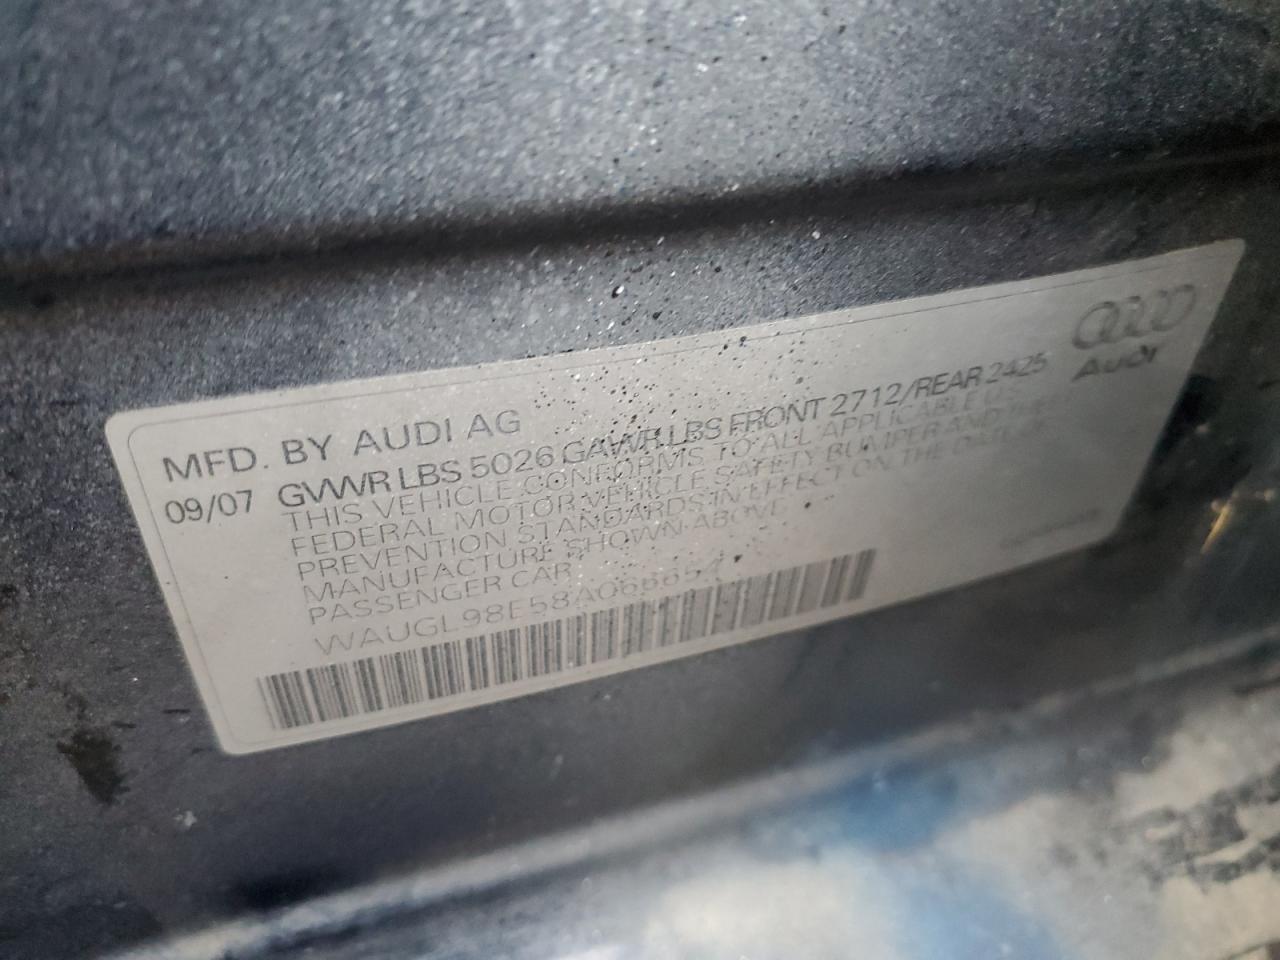 MFD. BY AUDI AG
09/07 GVWR LBS 5026 GAWR LBS FRONT 2712/REAR 2425
THIS VEHICLE CONFORMS TO ALL APPLICABLE U.S.
FEDERAL MOTOR VEHICLE SAFETY BUMPER AND THEFT
PREVENTION STANDARDS IN EFFECT ON THE DATE OF
MANUFACTURE SHOWN ABOVE
PASSENGER CAR
WAUGL98E58A066654
Audi